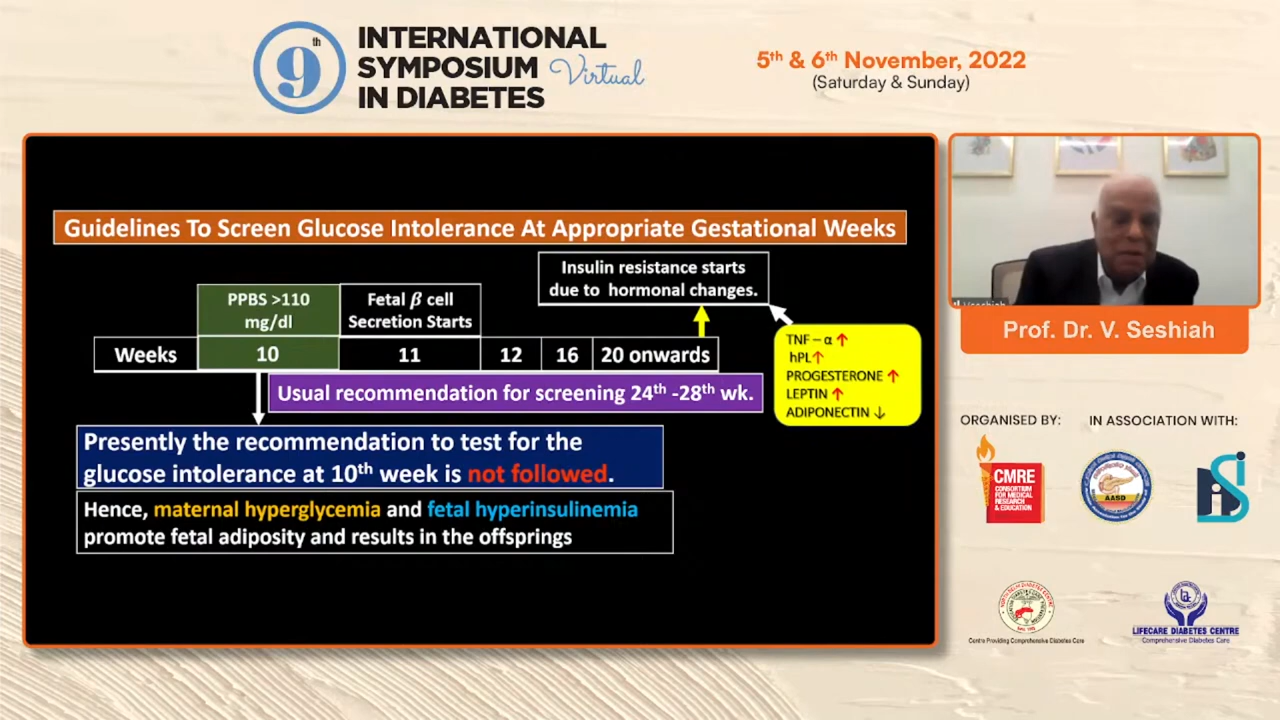 9th
INTERNATIONAL
SYMPOSIUM Virtual
IN DIABETES
5th & 6th November, 2022
(Saturday & Sunday)
Guidelines To Screen Glucose Intolerance At Appropriate Gestational Weeks
Insulin resistance starts
due to hormonal changes.
PPBS >110
mg/dl
Fetal β cell
Secretion Starts
Weeks 10 11 12 16 20 onwards
TNF – α ↑
hPL↑
PROGESTERONE ↑
LEPTIN ↑
ADIPONECTIN ↓
Usual recommendation for screening 24th -28th wk.
Presently the recommendation to test for the
glucose intolerance at 10th week is not followed.
Hence, maternal hyperglycemia and fetal hyperinsulinemia
promote fetal adiposity and results in the offsprings
Prof. Dr. V. Seshiah
ORGANISED BY:
IN ASSOCIATION WITH:
CMRE
CONSORTIUM
FOR MEDICAL
RESEARCH
& EDUCATION
AASD
Centre Providing Comprehensive Diabetes Care
LIFECARE DIABETES CENTRE
Comprehensive Diabetes Care